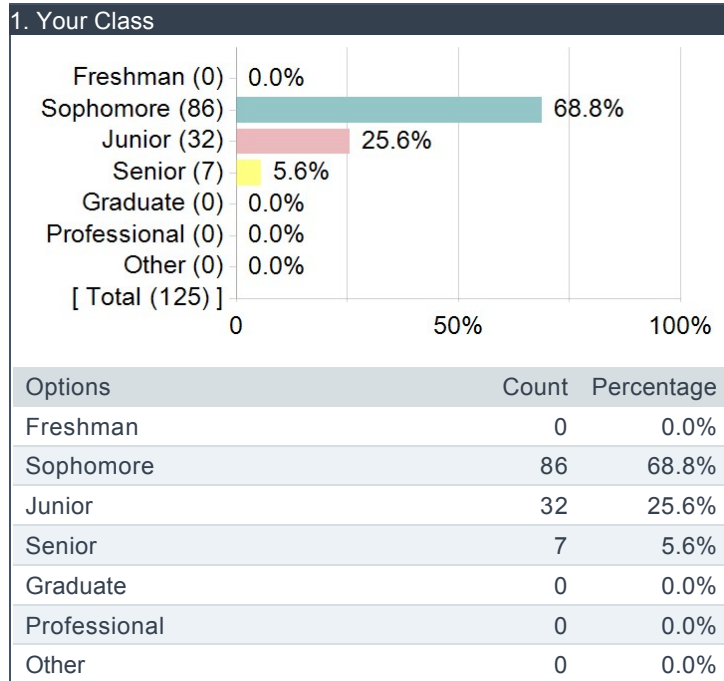 1. Your Class
Freshman (0) 0.0%
Sophomore (86) 68.8%
Junior (32) 25.6%
Senior (7) 5.6%
Graduate (0) 0.0%
Professional (0) 0.0%
Other (0) 0.0%
[ Total (125) ]
0 50% 100%
Options Count Percentage
Freshman 0 0.0%
Sophomore 86 68.8%
Junior 32 25.6%
Senior 7 5.6%
Graduate 0 0.0%
Professional 0 0.0%
Other 0 0.0%